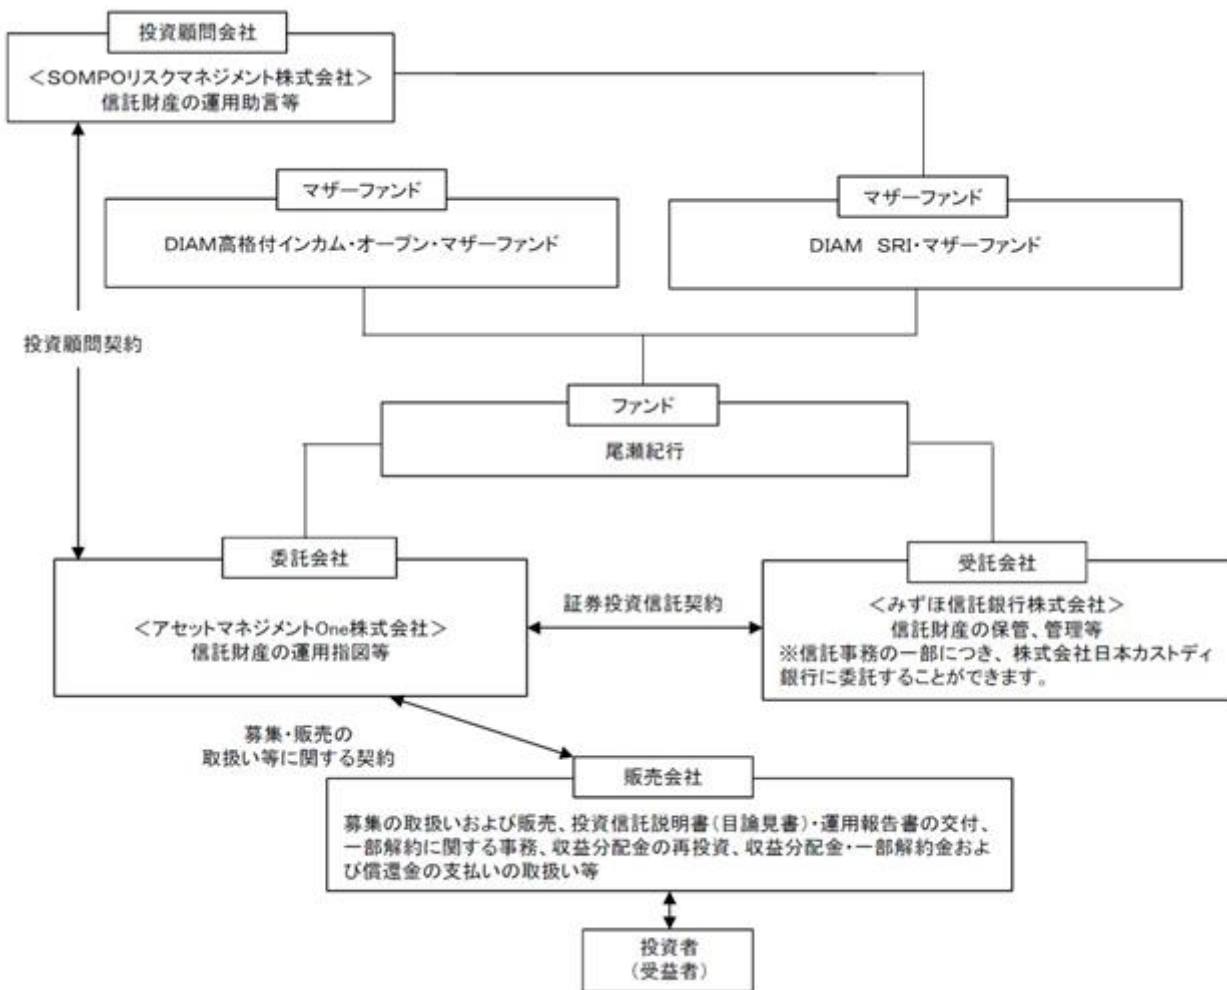 投資顧問会社
＜SOMPOリスクマネジメント株式会社＞
信託財産の運用助言等
マザーファンド
DIAM高格付インカム・オープン・マザーファンド
マザーファンド
DIAM　SRI・マザーファンド
投資顧問契約
ファンド
尾瀬紀行
委託会社
＜アセットマネジメントOne株式会社＞
信託財産の運用指図等
証券投資信託契約
受託会社
＜みずほ信託銀行株式会社＞
信託財産の保管、管理等
※信託事務の一部につき、株式会社日本カストディ
銀行に委託することができます。
募集・販売の
取扱い等に関する契約
販売会社
募集の取扱いおよび販売、投資信託説明書（目論見書）・運用報告書の交付、
一部解約に関する事務、収益分配金の再投資、収益分配金・一部解約金およ
び償還金の支払いの取扱い等
投資者
（受益者）